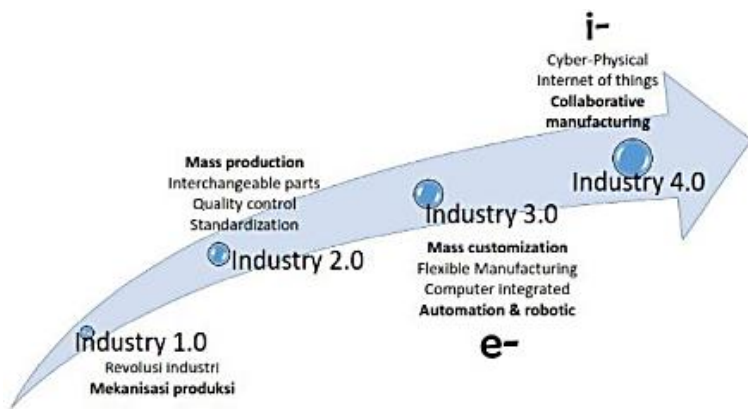 i-
Cyber-Physical
Internet of things
Collaborative
manufacturing
Industry 4.0
Mass production
Interchangeable parts
Quality control
Standardization
Industry 2.0
Industry 3.0
Mass customization
Flexible Manufacturing
Computer integrated
Automation & robotic
e-
Industry 1.0
Revolusi industri
Mekanisasi produksi